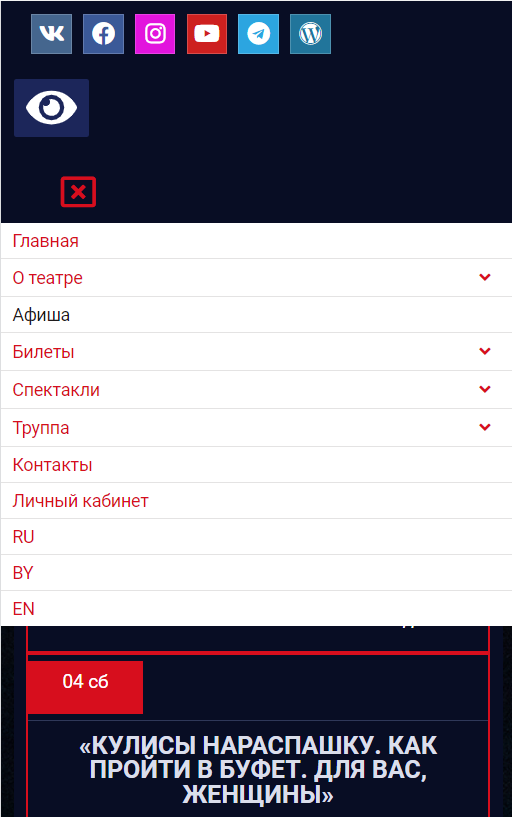 Главная
О театре
Афиша
Билеты
Спектакли
Труппа
Контакты
Личный кабинет
RU
BY
EN
04 сб
«КУЛИСЫ НАРАСПАШКУ. КАК
ПРОЙТИ В БУФЕТ. ДЛЯ ВАС,
ЖЕНЩИНЫ»